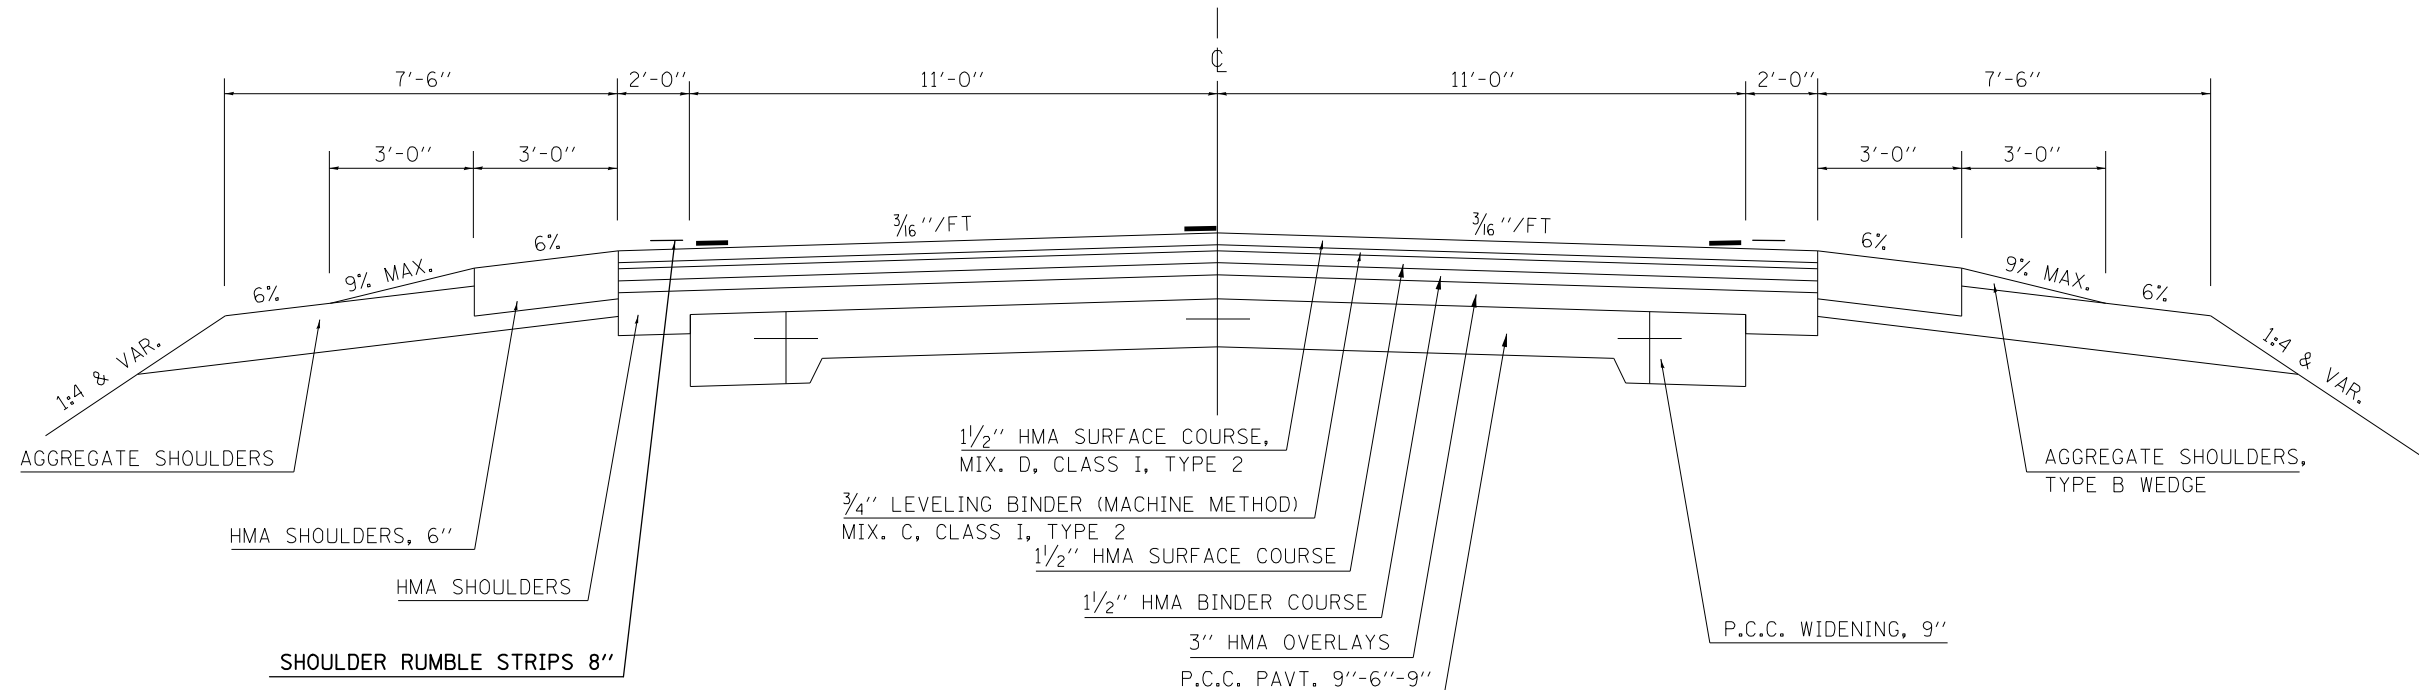 ℄
7'-6" 2'-0" 11'-0" 11'-0" 2'-0" 7'-6"
3'-0" 3'-0" 3'-0" 3'-0"
3/16"/FT 3/16"/FT
6% 6%
9% MAX. 9% MAX.
6% 6%
1:4 & VAR. 1:4 & VAR.
1 1/2" HMA SURFACE COURSE,
MIX. D, CLASS I, TYPE 2
AGGREGATE SHOULDERS
AGGREGATE SHOULDERS,
TYPE B WEDGE
3/4" LEVELING BINDER (MACHINE METHOD)
MIX. C, CLASS I, TYPE 2
HMA SHOULDERS, 6"
1 1/2" HMA SURFACE COURSE
HMA SHOULDERS
1 1/2" HMA BINDER COURSE
P.C.C. WIDENING, 9"
3" HMA OVERLAYS
SHOULDER RUMBLE STRIPS 8"
P.C.C. PAVT. 9"-6"-9"